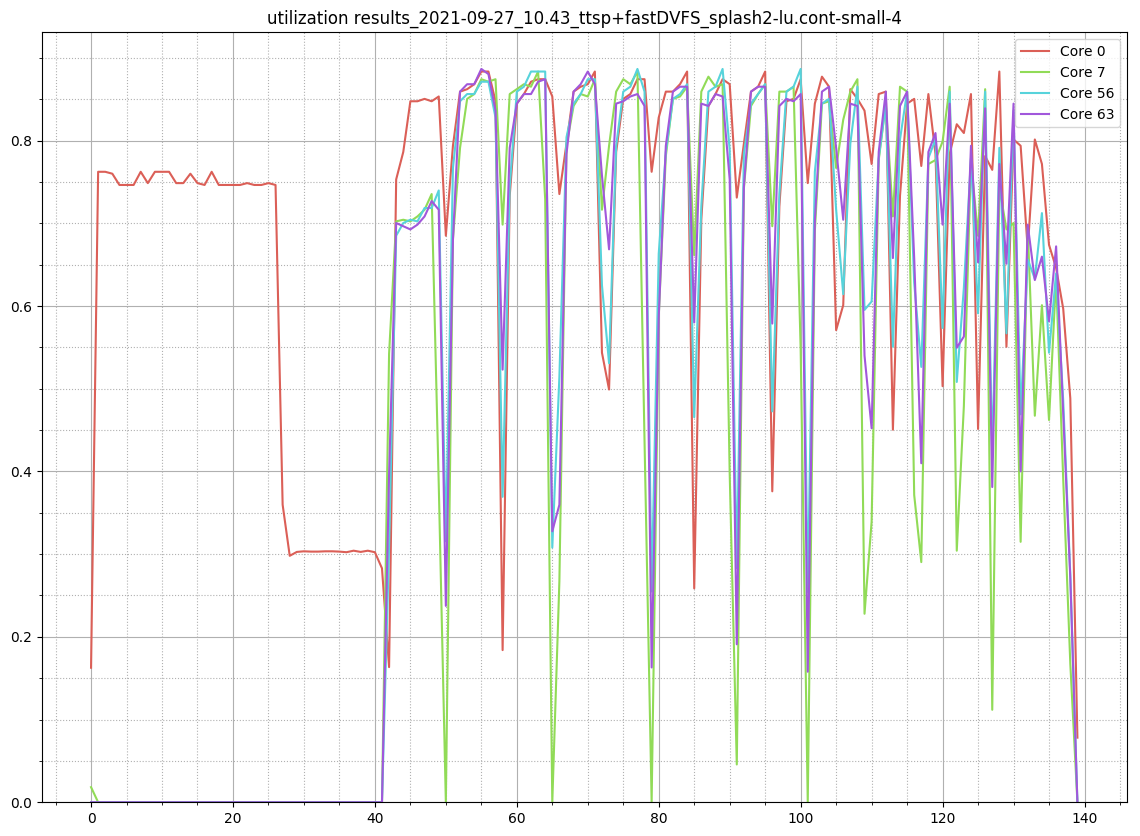 utilization results_2021-09-27_10.43_ttsp+fastDVFS_splash2-lu.cont-small-4
Core 0
Core 7
Core 56
Core 63
0.8
0.6
0.4
0.2
0.0
0 20 40 60 80 100 120 140